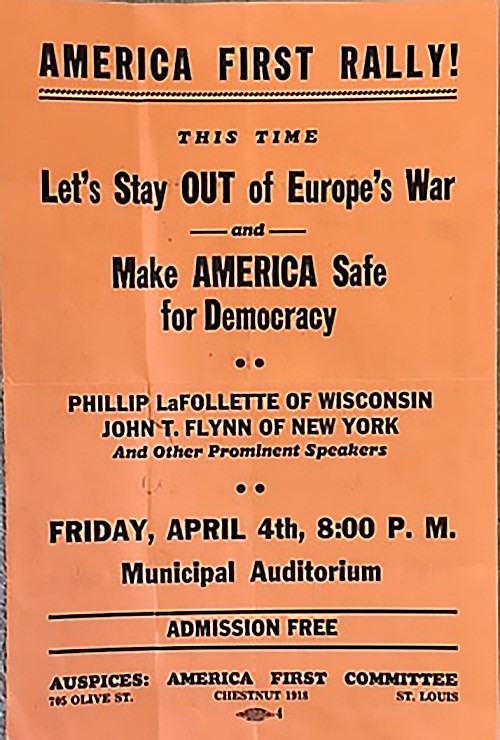 AMERICA FIRST RALLY!
THIS TIME
Let's Stay OUT of Europe's War
and
Make AMERICA Safe
for Democracy
PHILLIP LaFOLLETTE OF WISCONSIN
JOHN T. FLYNN OF NEW YORK
And Other Prominent Speakers
FRIDAY, APRIL 4th, 8:00 P. M.
Municipal Auditorium
ADMISSION FREE
AUSPICES: AMERICA FIRST COMMITTEE
705 OLIVE ST. CHESTNUT 1918 ST. LOUIS
4